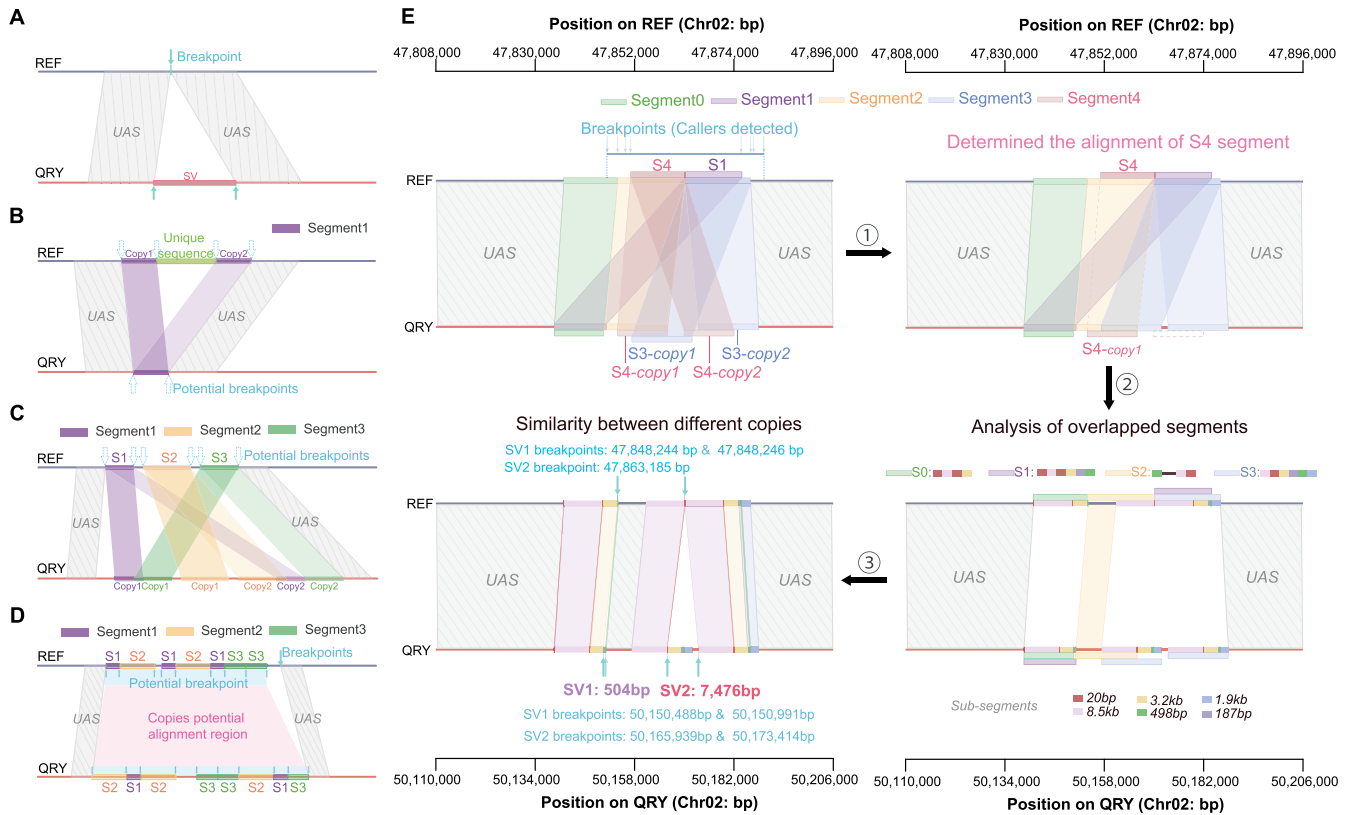 A
REF
Breakpoint
UAS
UAS
QRY
SV
B
Segment1
REF
Copy1
Unique
sequence
Copy2
UAS
UAS
QRY
Potential breakpoints
C
Segment1
Segment2
Segment3
REF
S1
S2
S3
Potential breakpoints
UAS
UAS
QRY
Copy1
Copy1
Copy1
Copy2
Copy2
Copy2
D
Segment1
Segment2
Segment3
REF
S1
S2
S1
S2
S1
S3
S3
Breakpoints
Potential breakpoint
UAS
Copies potential
alignment region
UAS
QRY
S2
S1
S2
S3
S3
S2
S1
S3
E
Position on REF (Chr02: bp)
47,808,000
47,830,000
47,852,000
47,874,000
47,896,000
Position on REF (Chr02: bp)
47,808,000
47,830,000
47,852,000
47,874,000
47,896,000
Segment0
Segment1
Segment2
Segment3
Segment4
Breakpoints (Callers detected)
S4
S1
REF
UAS
UAS
QRY
S3-copy1
S3-copy2
S4-copy1
S4-copy2
1
Determined the alignment of S4 segment
S4
REF
UAS
UAS
QRY
S4-copy1
2
Analysis of overlapped segments
S0:
S1:
S2:
S3:
REF
UAS
UAS
QRY
Sub-segments
20bp
3.2kb
1.9kb
8.5kb
498bp
187bp
3
Similarity between different copies
SV1 breakpoints: 47,848,244 bp & 47,848,246 bp
SV2 breakpoint: 47,863,185 bp
REF
UAS
UAS
QRY
SV1: 504bp
SV2: 7,476bp
SV1 breakpoints: 50,150,488bp & 50,150,991bp
SV2 breakpoints: 50,165,939bp & 50,173,414bp
50,110,000
50,134,000
50,158,000
50,182,000
50,206,000
Position on QRY (Chr02: bp)
50,110,000
50,134,000
50,158,000
50,182,000
50,206,000
Position on QRY (Chr02: bp)